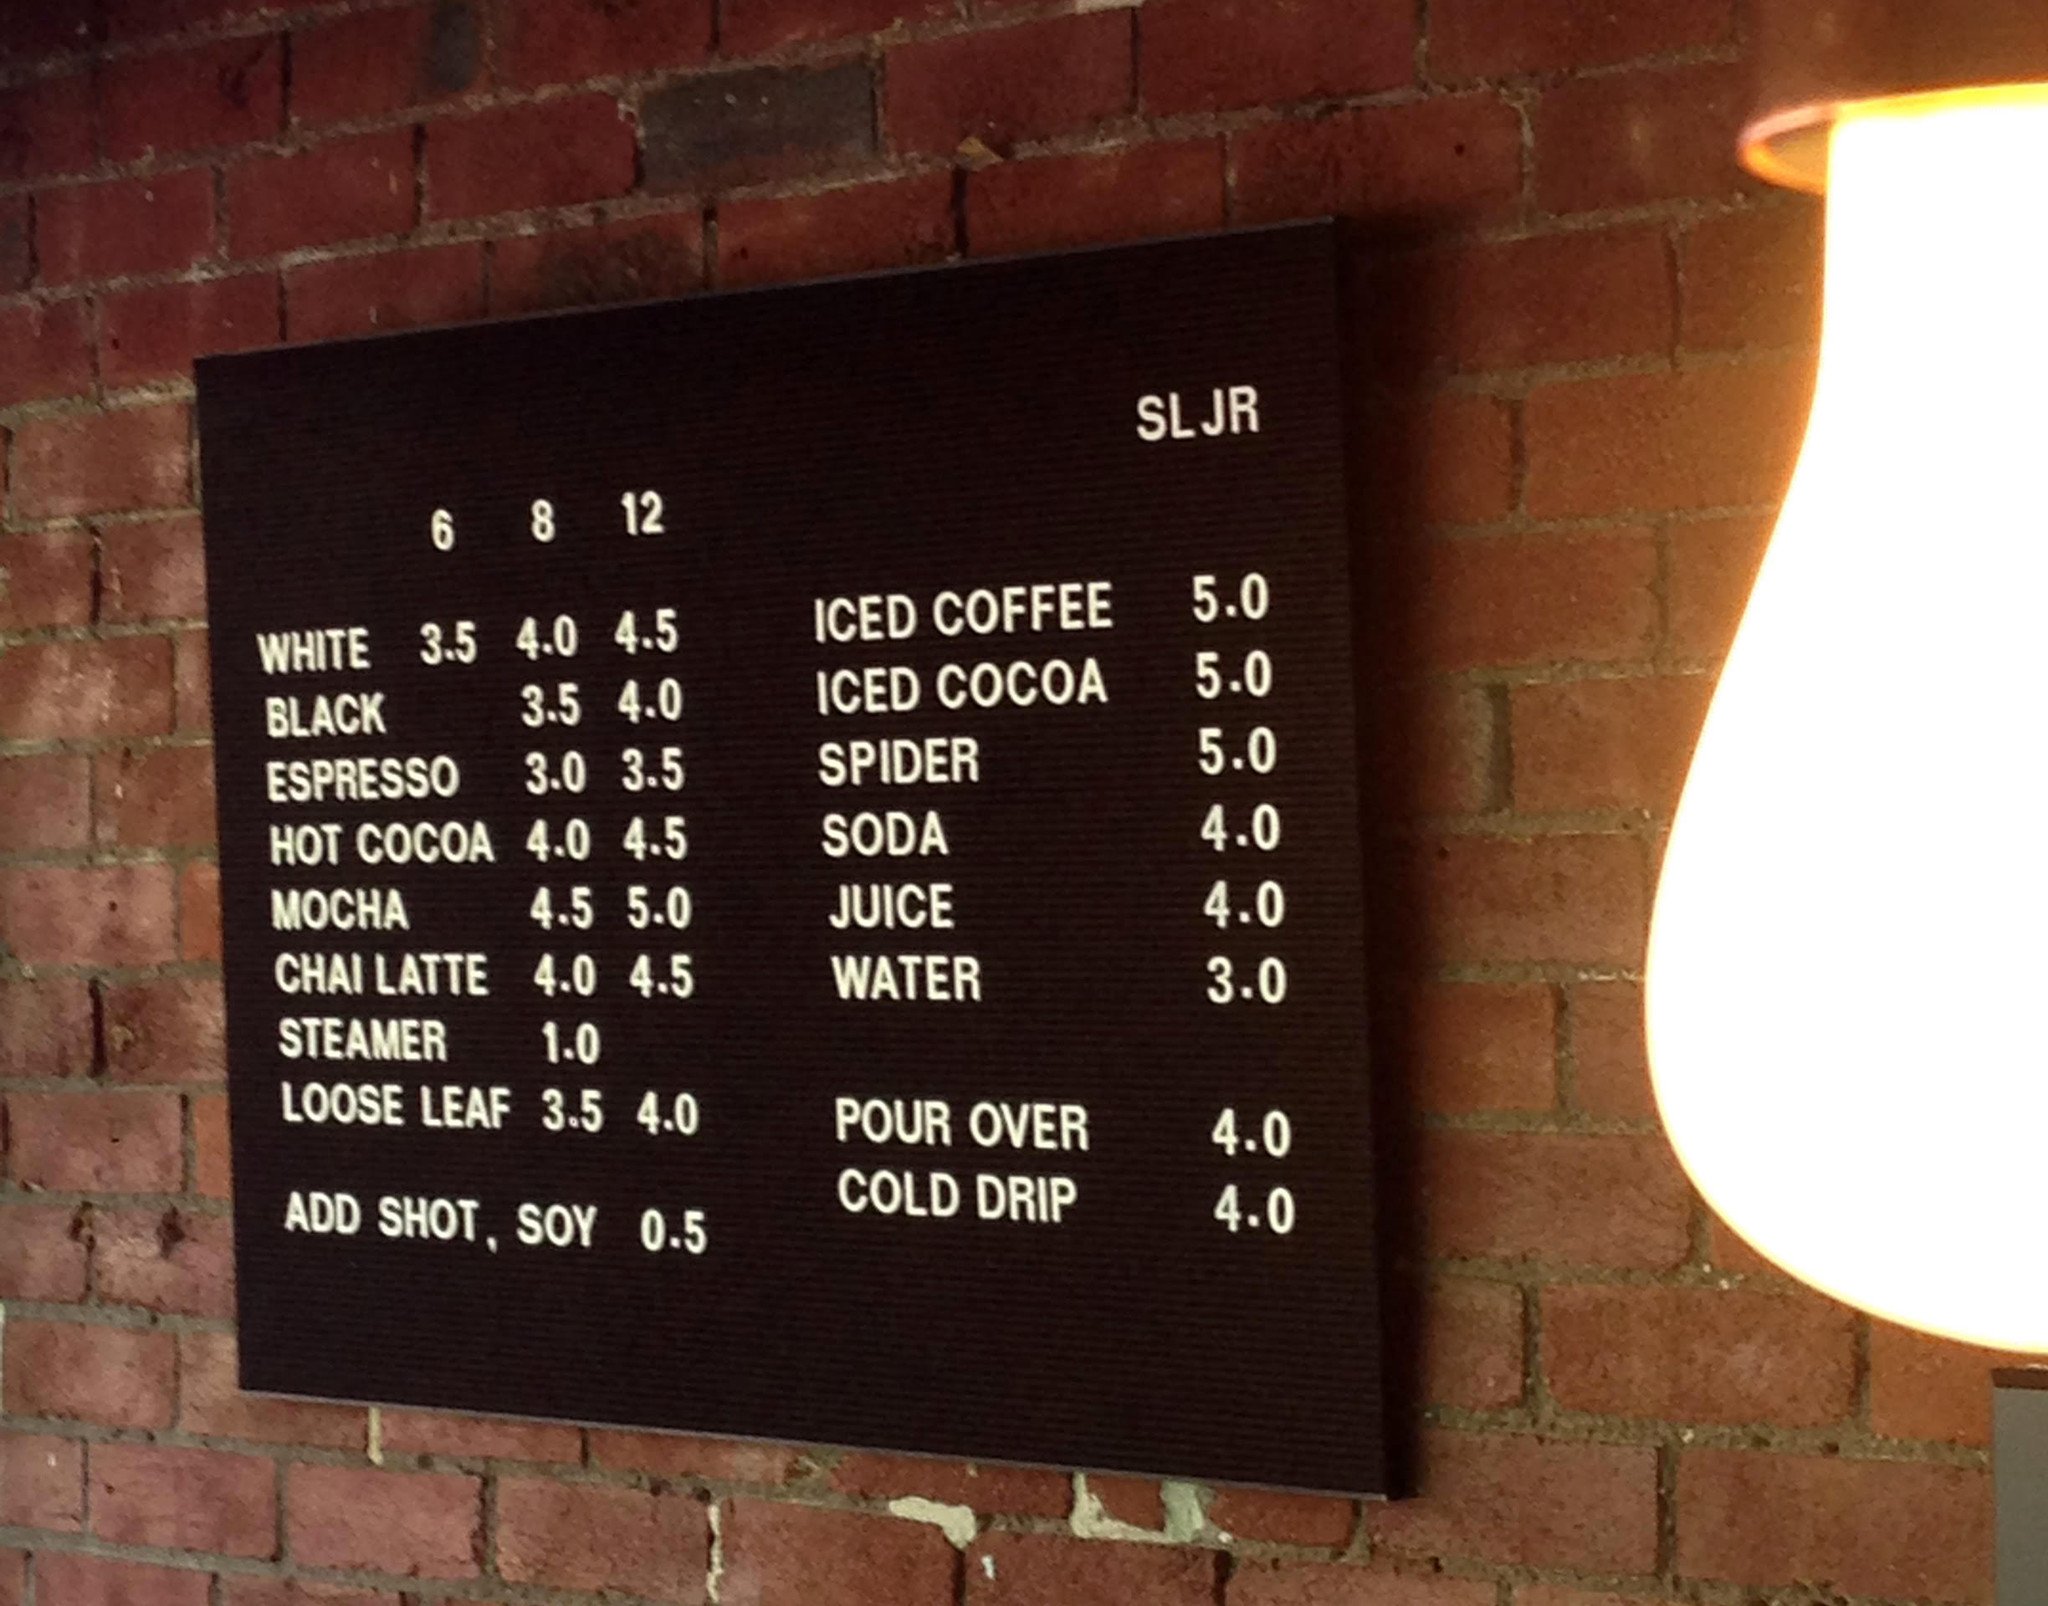 SLJR
6 8 12
WHITE 3.5 4.0 4.5
BLACK 3.5 4.0
ESPRESSO 3.0 3.5
HOT COCOA 4.0 4.5
MOCHA 4.5 5.0
CHAI LATTE 4.0 4.5
STEAMER 1.0
LOOSE LEAF 3.5 4.0
ADD SHOT, SOY 0.5
ICED COFFEE 5.0
ICED COCOA 5.0
SPIDER 5.0
SODA 4.0
JUICE 4.0
WATER 3.0
POUR OVER 4.0
COLD DRIP 4.0